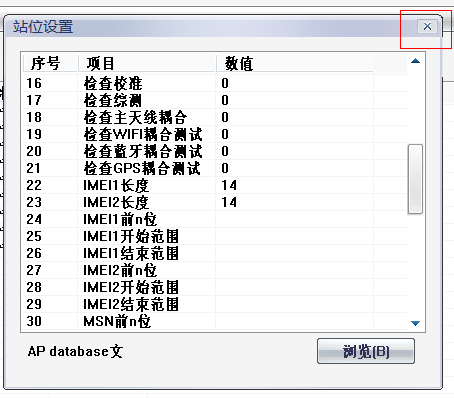 站位设置
序号 项目 数值
16 检查校准 0
17 检查综测 0
18 检查主天线耦合 0
19 检查WIFI耦合测试 0
20 检查蓝牙耦合测试 0
21 检查GPS耦合测试 0
22 IMEI1长度 14
23 IMEI2长度 14
24 IMEI1前n位
25 IMEI1开始范围
26 IMEI1结束范围
27 IMEI2前n位
28 IMEI2开始范围
29 IMEI2结束范围
30 MSN前n位
AP database文 浏览(B)